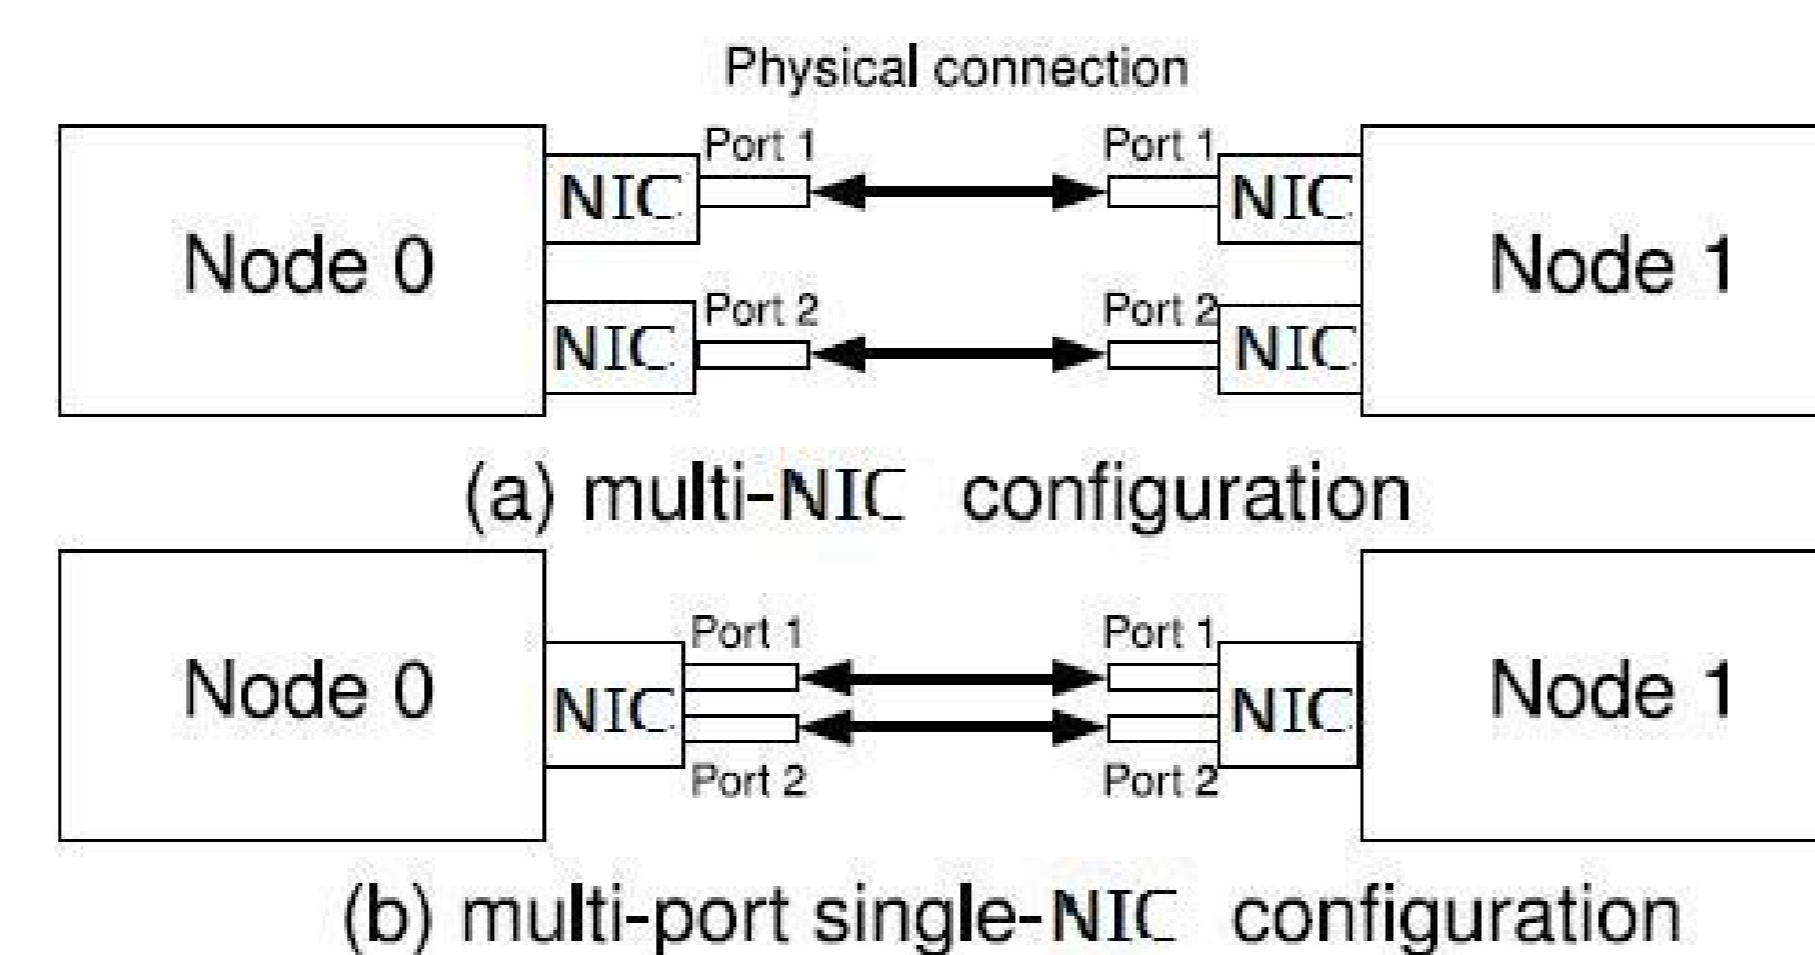 Physical connection
Port 1 Port 1
NIC NIC
Node 0 Node 1
Port 2 Port 2
NIC NIC
(a) multi-NIC configuration
Port 1 Port 1
Node 0 NIC NIC Node 1
Port 2 Port 2
(b) multi-port single-NIC configuration